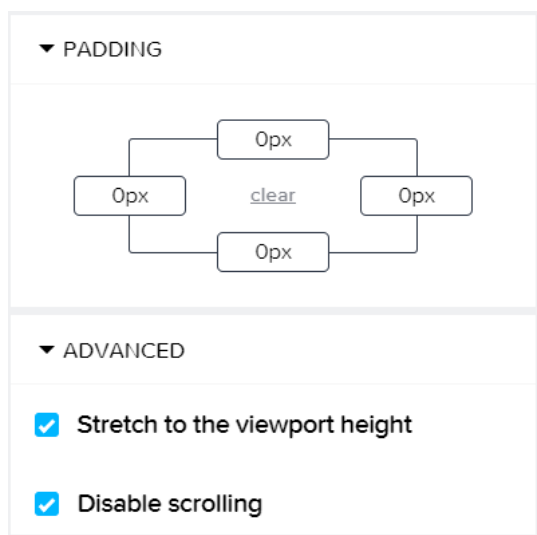 PADDING
0px
0px clear 0px
0px
ADVANCED
Stretch to the viewport height
Disable scrolling